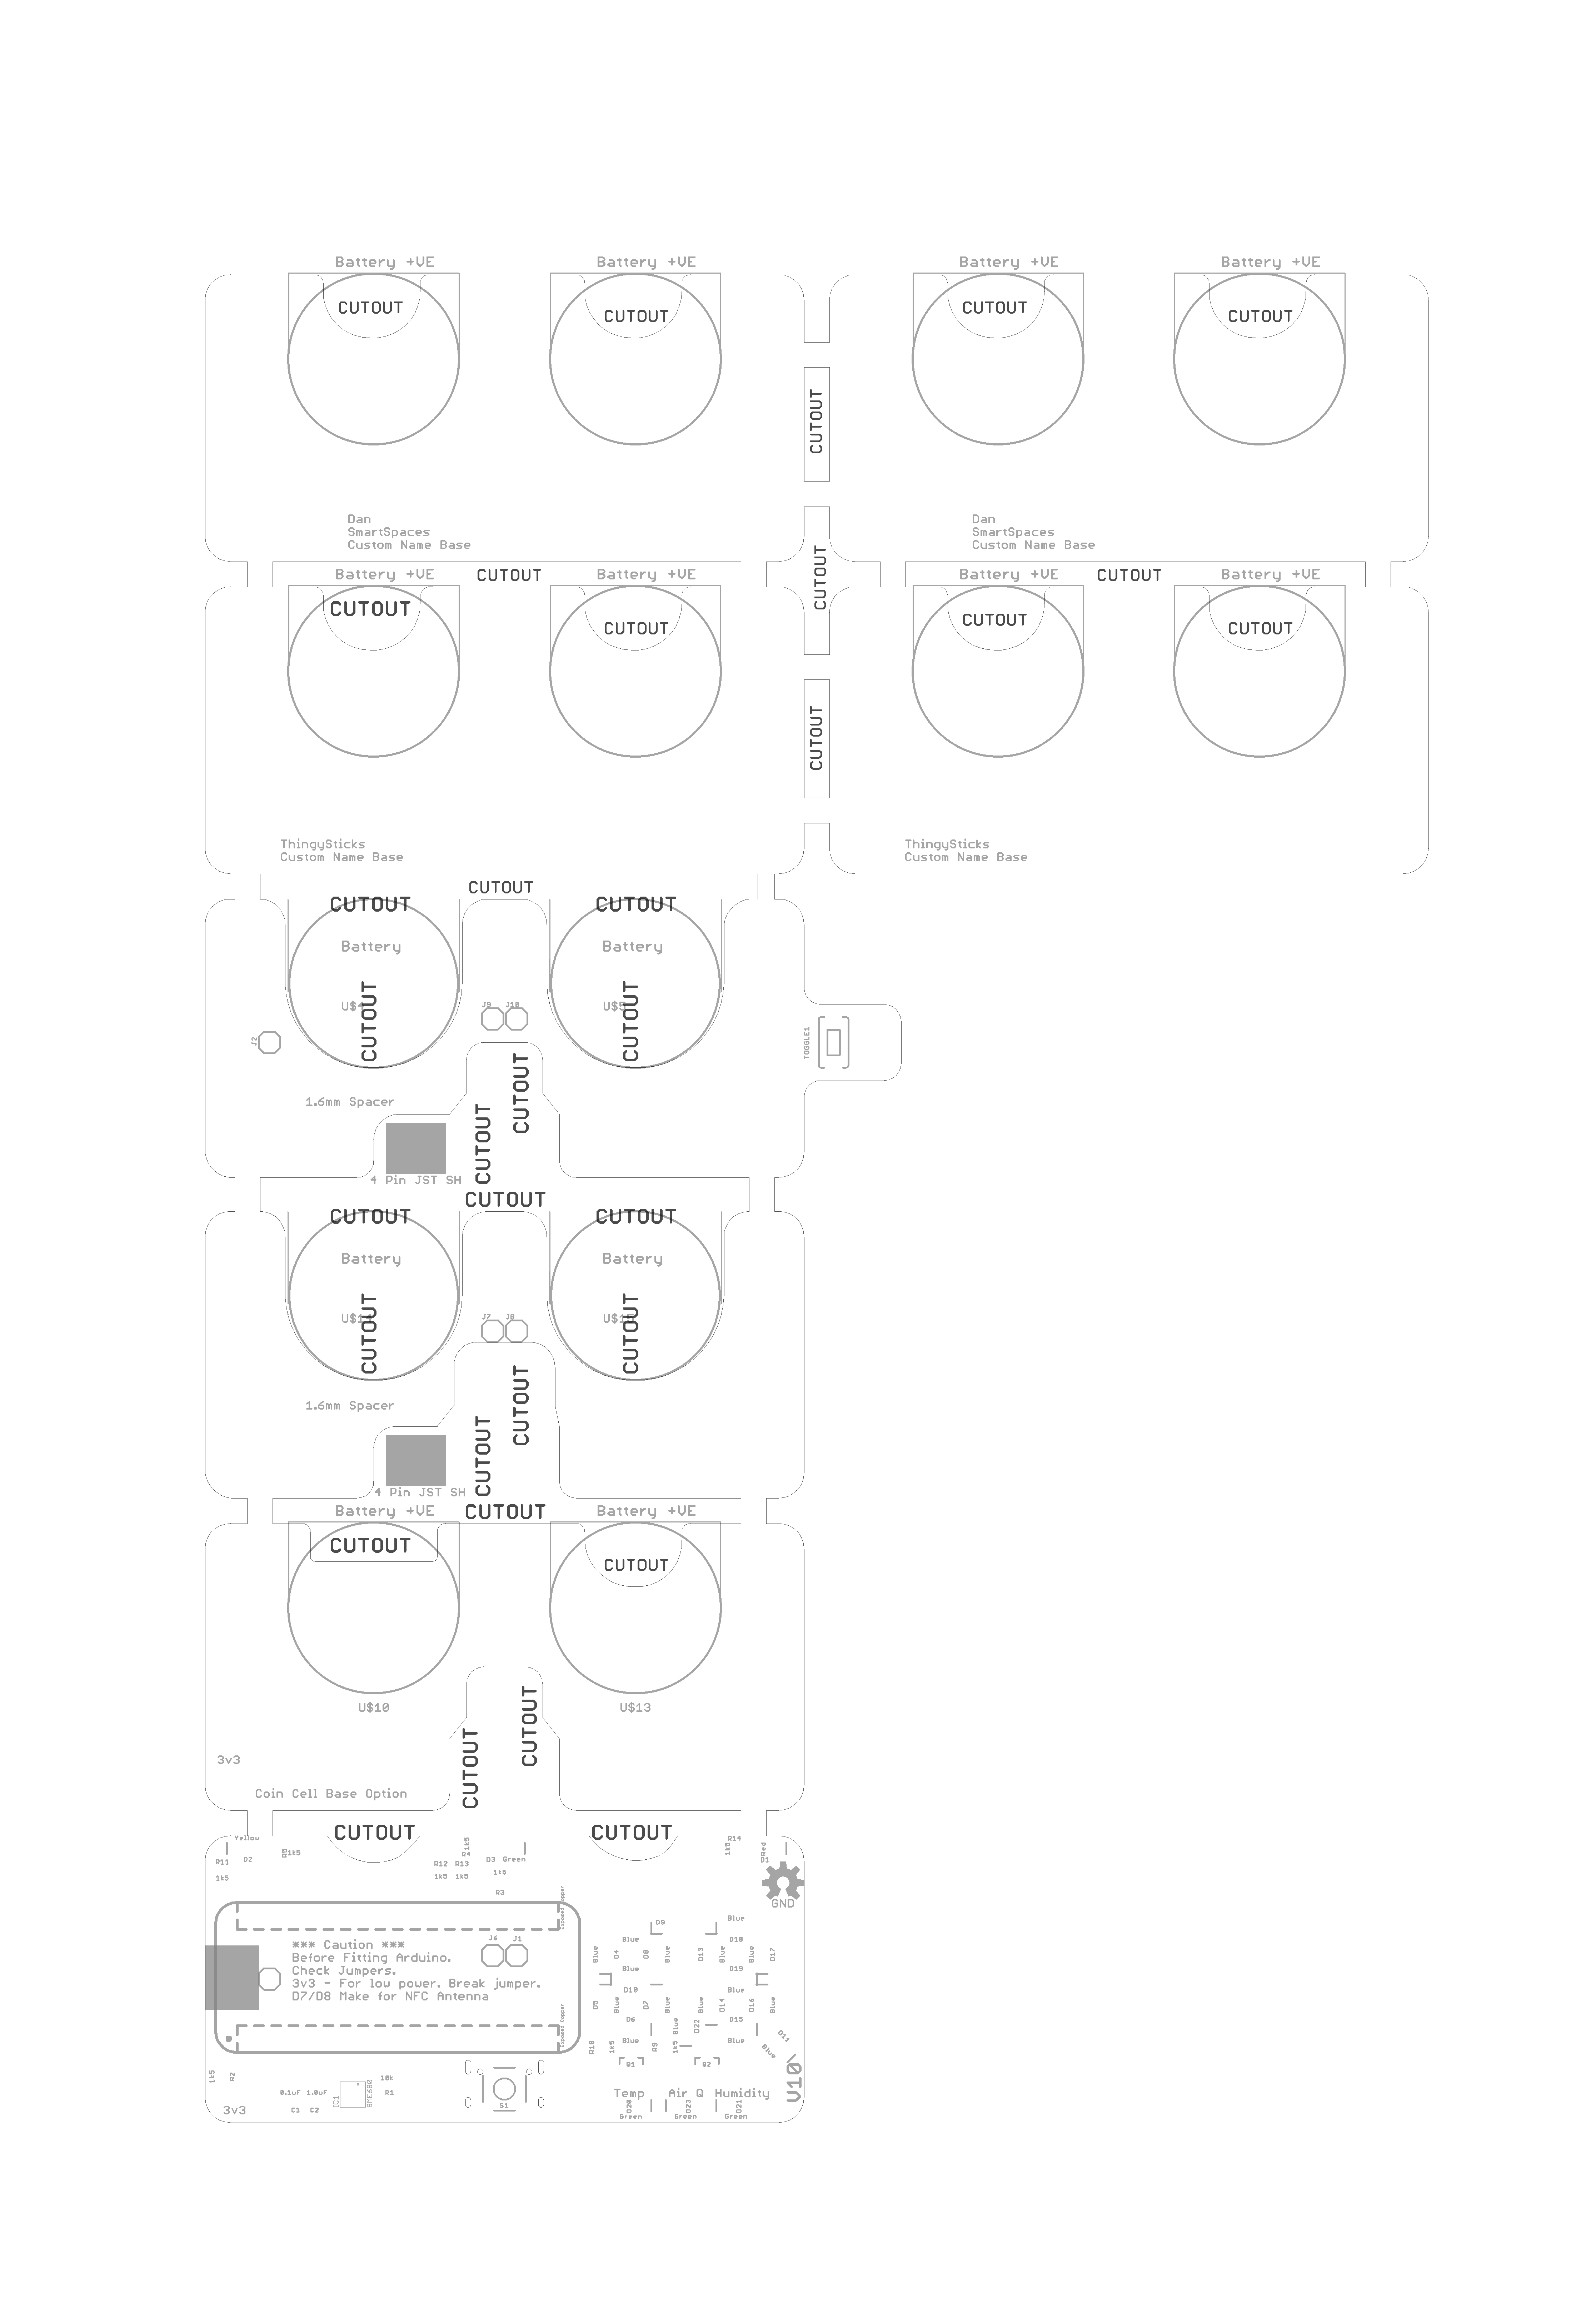 Battery +VE
Battery +VE
Battery +VE
Battery +VE
CUTOUT
CUTOUT
CUTOUT
CUTOUT
CUTOUT
Dan
SmartSpaces
Custom Name Base
Dan
SmartSpaces
Custom Name Base
Battery +VE
CUTOUT
Battery +VE
CUTOUT
Battery +VE
CUTOUT
Battery +VE
CUTOUT
CUTOUT
CUTOUT
CUTOUT
CUTOUT
ThingySticks
Custom Name Base
ThingySticks
Custom Name Base
CUTOUT
CUTOUT
CUTOUT
Battery
Battery
U$4
CUTOUT
U$5
CUTOUT
J9
J10
J2
TOGGLE1
CUTOUT
1.6mm Spacer
CUTOUT
4 Pin JST SH
CUTOUT
CUTOUT
CUTOUT
Battery
Battery
CUTOUT
CUTOUT
J7
J8
CUTOUT
1.6mm Spacer
CUTOUT
4 Pin JST SH
Battery +VE
CUTOUT
Battery +VE
CUTOUT
CUTOUT
U$10
U$13
CUTOUT
CUTOUT
3v3
Coin Cell Base Option
CUTOUT
CUTOUT
Yellow
R11
D2
1k5
R5
1k5
1k5
R4
R12
R13
1k5
1k5
D3
Green
1k5
R3
R14
1k5
Red
D1
GND
Exposed Copper
*** Caution ***
Before Fitting Arduino.
Check Jumpers.
3v3 - For low power. Break jumper.
D7/D8 Make for NFC Antenna
J6
J1
Exposed Copper
D9
Blue
Blue
D18
Blue
D4
D8
Blue
D13
Blue
Blue
D17
Blue
D19
D10
Blue
D5
Blue
D7
Blue
Blue
D14
D16
Blue
D6
D15
Blue
D22
Blue
Blue
D11
Blue
R10
1k5
R9
1k5
Q1
Q2
V10
1k5
R2
0.1uF
1.0uF
C1
C2
IC1
BME680
10k
R1
3v3
S1
Temp
Air Q
Humidity
D20
Green
D23
Green
D21
Green